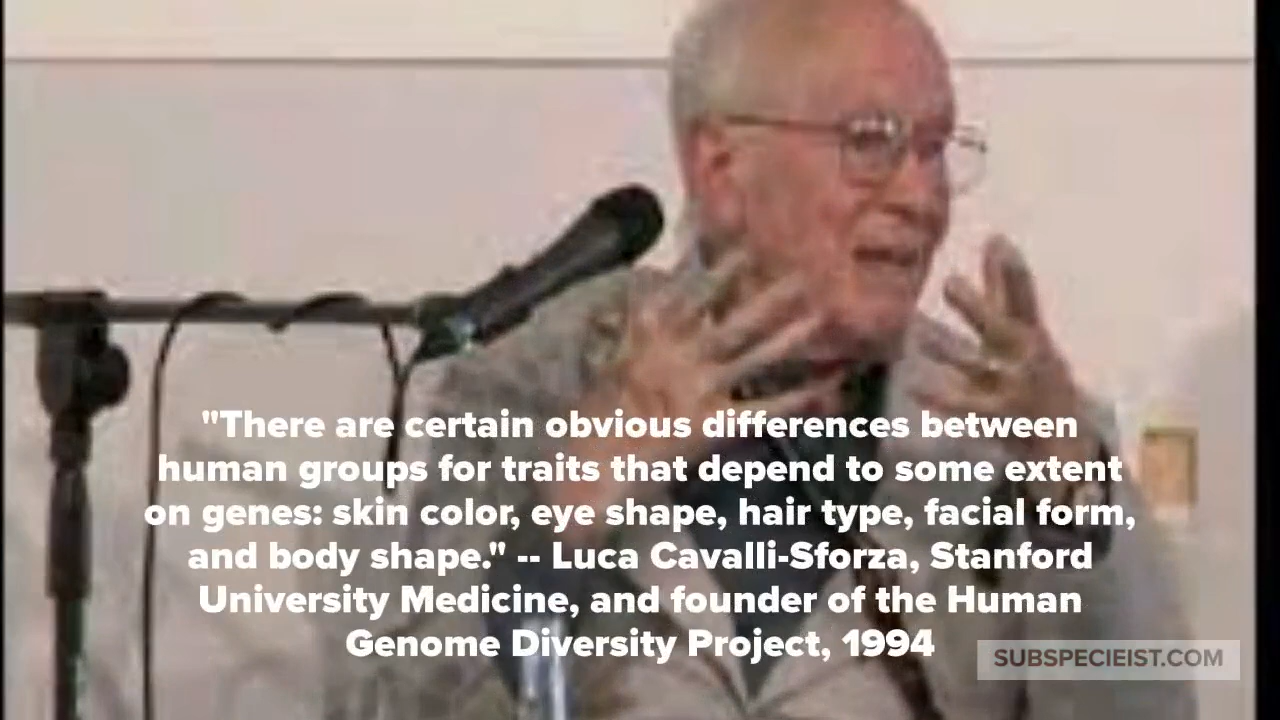 "There are certain obvious differences between
human groups for traits that depend to some extent
on genes: skin color, eye shape, hair type, facial form,
and body shape." -- Luca Cavalli-Sforza, Stanford
University Medicine, and founder of the Human
Genome Diversity Project, 1994
SUBSPECIEIST.COM